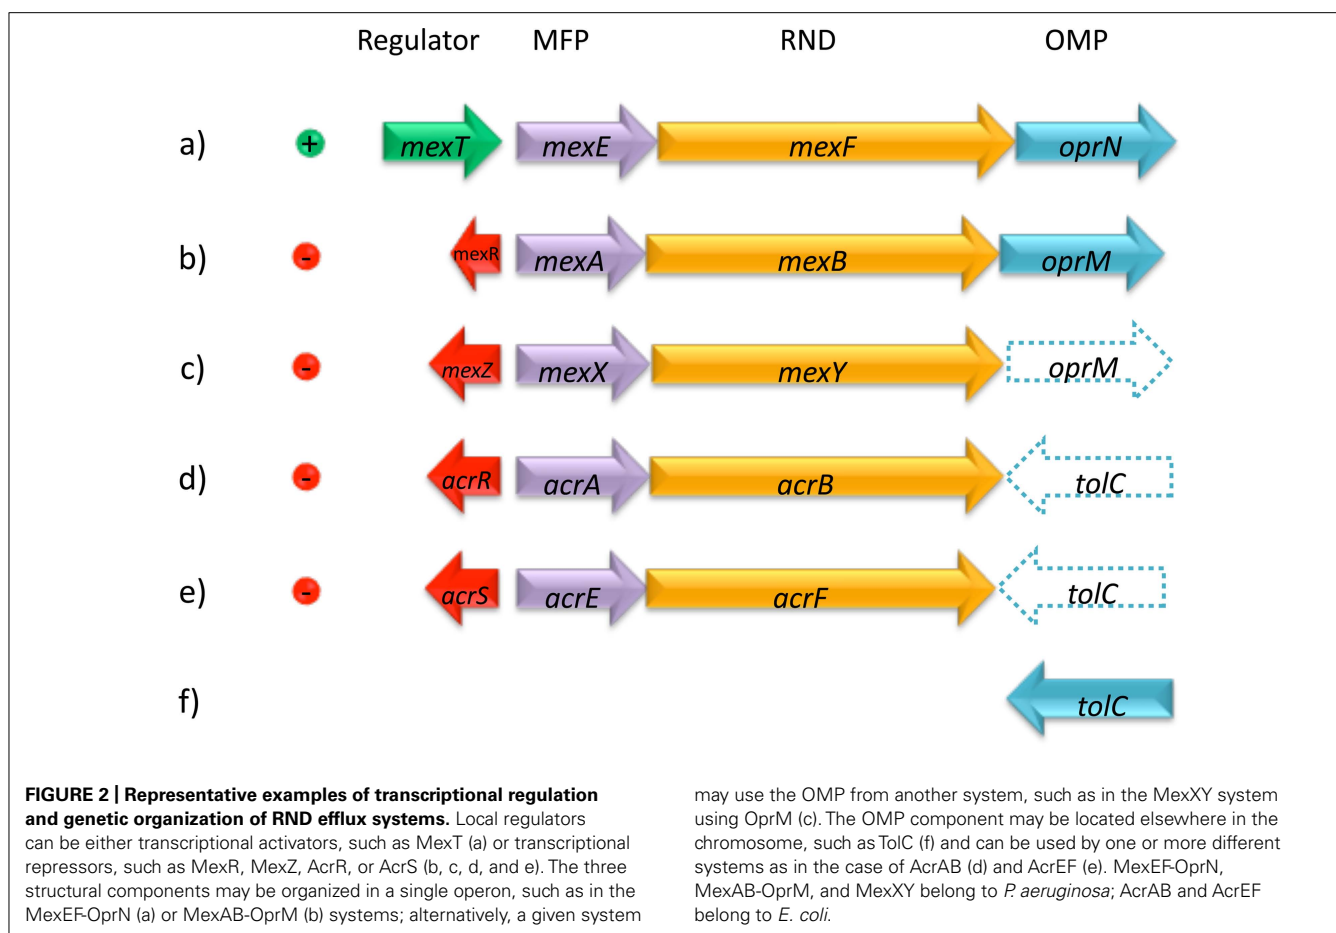 Regulator MFP RND OMP
a) + mexT mexE mexF oprN
b) - mexR mexA mexB oprM
c) - mexZ mexX mexY oprM
d) - acrR acrA acrB tolC
e) - acrS acrE acrF tolC
f) tolC
FIGURE 2 | Representative examples of transcriptional regulation
and genetic organization of RND efflux systems. Local regulators
can be either transcriptional activators, such as MexT (a) or transcriptional
repressors, such as MexR, MexZ, AcrR, or AcrS (b, c, d, and e). The three
structural components may be organized in a single operon, such as in the
MexEF-OprN (a) or MexAB-OprM (b) systems; alternatively, a given system
may use the OMP from another system, such as in the MexXY system
using OprM (c). The OMP component may be located elsewhere in the
chromosome, such as TolC (f) and can be used by one or more different
systems as in the case of AcrAB (d) and AcrEF (e). MexEF-OprN,
MexAB-OprM, and MexXY belong to P. aeruginosa; AcrAB and AcrEF
belong to E. coli.